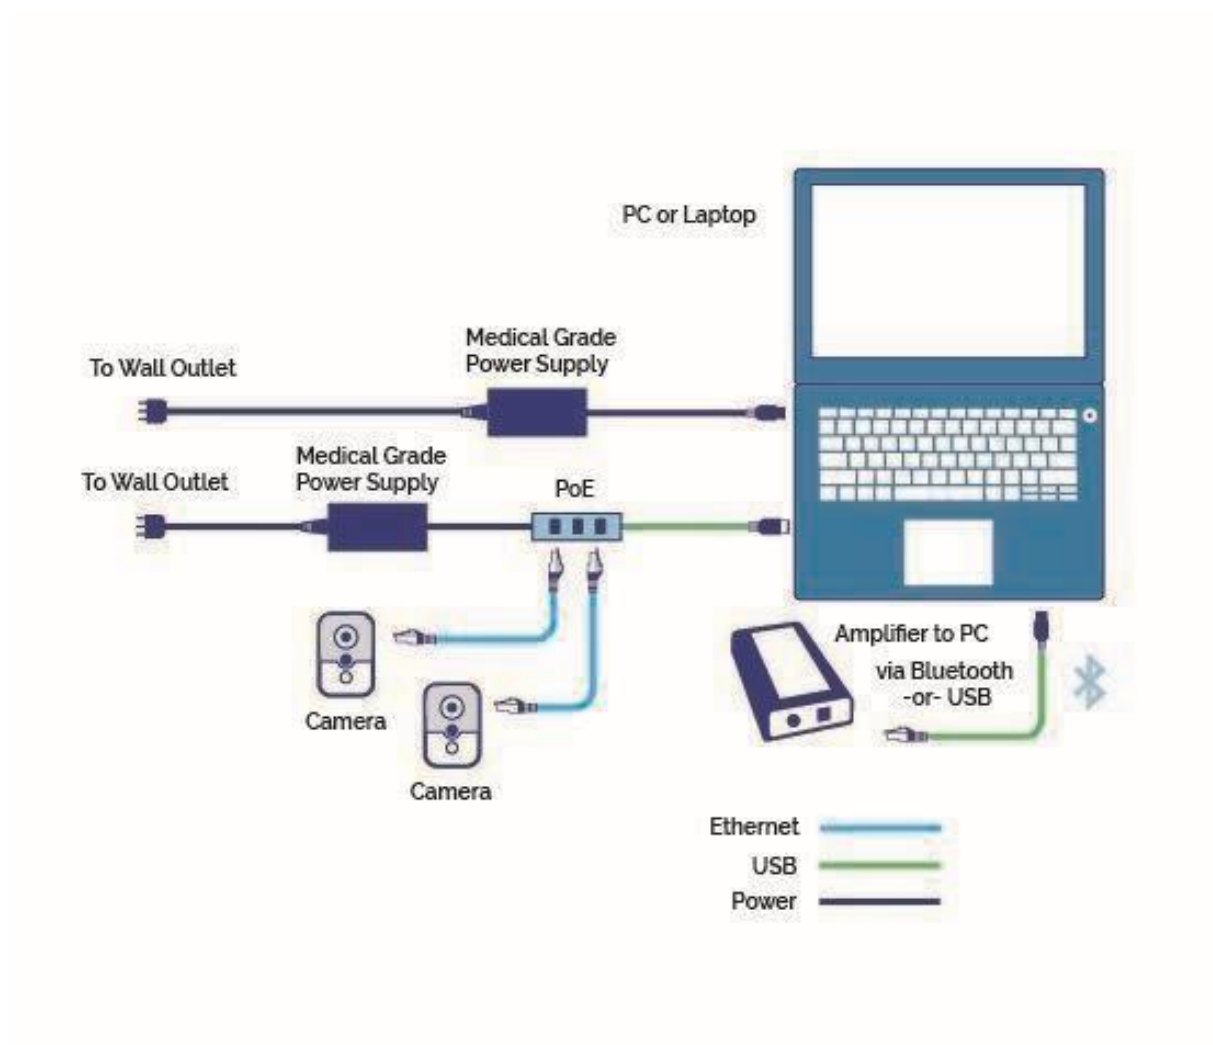 PC or Laptop
Medical Grade
Power Supply
To Wall Outlet
Medical Grade
Power Supply
To Wall Outlet
PoE
Amplifier to PC
via Bluetooth
-or- USB
Camera
Camera
Ethernet
USB
Power